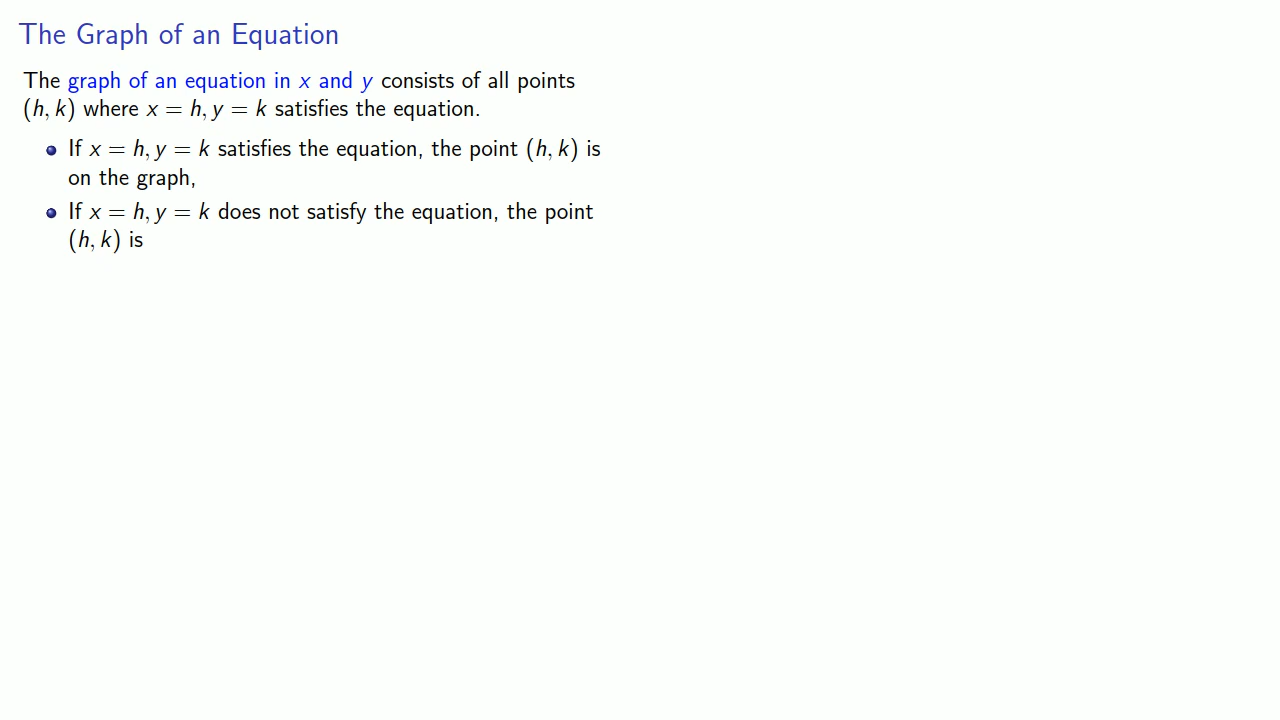 The Graph of an Equation
The graph of an equation in x and y consists of all points
(h, k) where x = h, y = k satisfies the equation.
If x = h, y = k satisfies the equation, the point (h, k) is
on the graph,
If x = h, y = k does not satisfy the equation, the point
(h, k) is